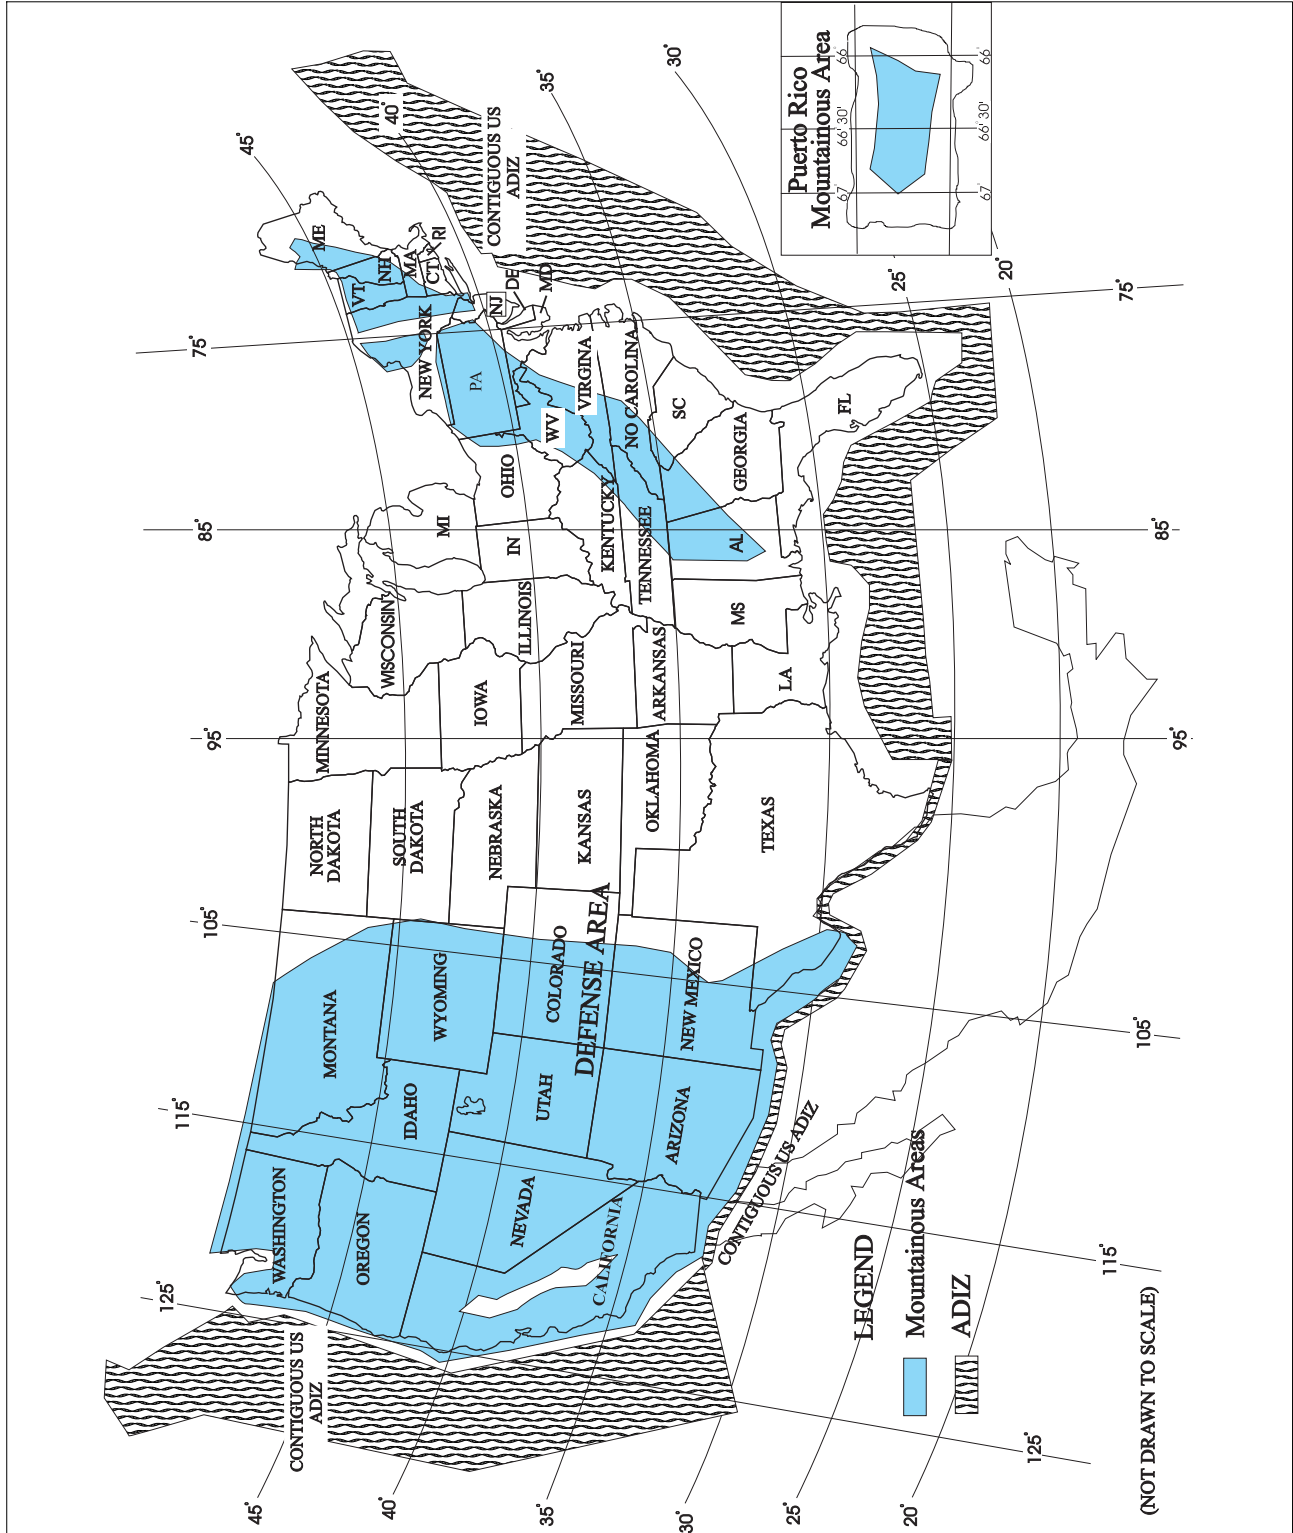 CONTIGUOUS US
ADIZ
WASHINGTON
OREGON
CALIFORNIA
NEVADA
IDAHO
MONTANA
WYOMING
UTAH
ARIZONA
COLORADO
NEW MEXICO
DEFENSE AREA
NORTH
DAKOTA
SOUTH
DAKOTA
NEBRASKA
KANSAS
OKLAHOMA
TEXAS
MINNESOTA
IOWA
MISSOURI
ARKANSAS
LA
WISCONSIN
ILLINOIS
MS
MI
IN
OHIO
KENTUCKY
TENNESSEE
AL
GEORGIA
FL
SC
NO CAROLINA
VIRGINIA
WV
PA
NEW YORK
VT
NH
ME
MA
CT
RI
NJ
DE
MD
CONTIGUOUS US
ADIZ
CONTIGUOUS US ADIZ
125°
115°
105°
95°
85°
75°
45°
40°
35°
30°
25°
20°
45°
40°
35°
30°
25°
20°
125°
115°
105°
95°
85°
75°
Puerto Rico
Mountainous Area
67
66° 30'
66
67
66° 30'
66
LEGEND
Mountainous Areas
ADIZ
(NOT DRAWN TO SCALE)